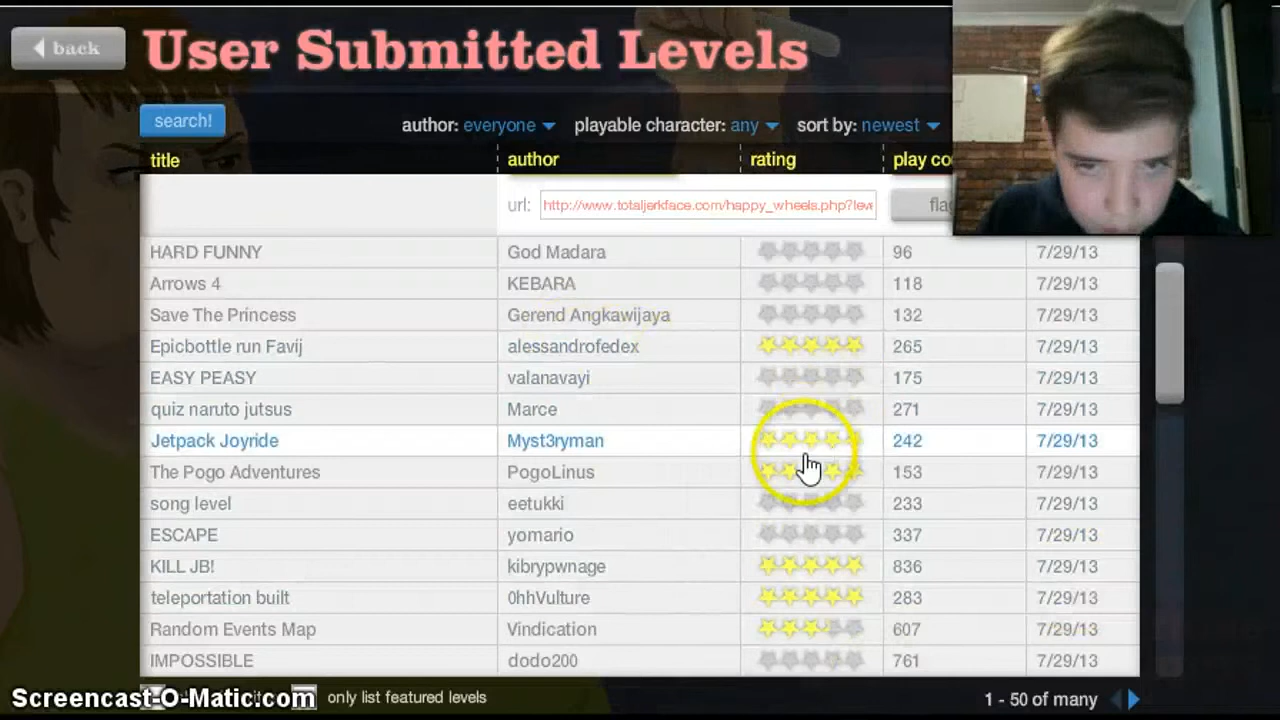 back
User Submitted Levels
search!
author: everyone playable character: any sort by: newest
title author rating play co
url: http://www.totaljerkface.com/happy_wheels.php?leve flag
HARD FUNNY God Madara 96 7/29/13
Arrows 4 KEBARA 118 7/29/13
Save The Princess Gerend Angkawijaya 132 7/29/13
Epicbottle run Favij alessandrofedex 265 7/29/13
EASY PEASY valanavayi 175 7/29/13
quiz naruto jutsus Marce 271 7/29/13
Jetpack Joyride Myst3ryman 242 7/29/13
The Pogo Adventures PogoLinus 153 7/29/13
song level eetukki 233 7/29/13
ESCAPE yomario 337 7/29/13
KILL JB! kibrypwnage 836 7/29/13
teleportation built 0hhVulture 283 7/29/13
Random Events Map Vindication 607 7/29/13
IMPOSSIBLE dodo200 761 7/29/13
Screencast-O-Matic.com only list featured levels 1 - 50 of many